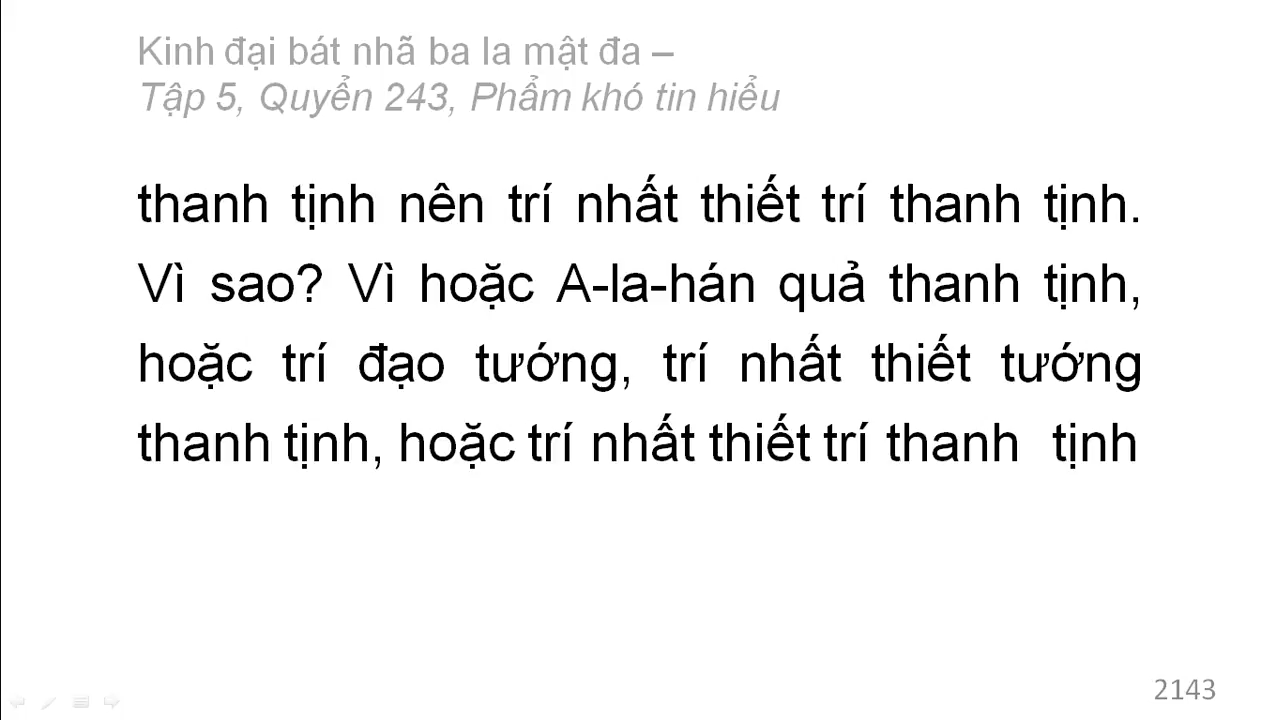 Kinh đại bát nhã ba la mật đa –
Tập 5, Quyển 243, Phẩm khó tin hiểu
thanh tịnh nên trí nhất thiết trí thanh tịnh.
Vì sao? Vì hoặc A-la-hán quả thanh tịnh,
hoặc trí đạo tướng, trí nhất thiết tướng
thanh tịnh, hoặc trí nhất thiết trí thanh tịnh
2143